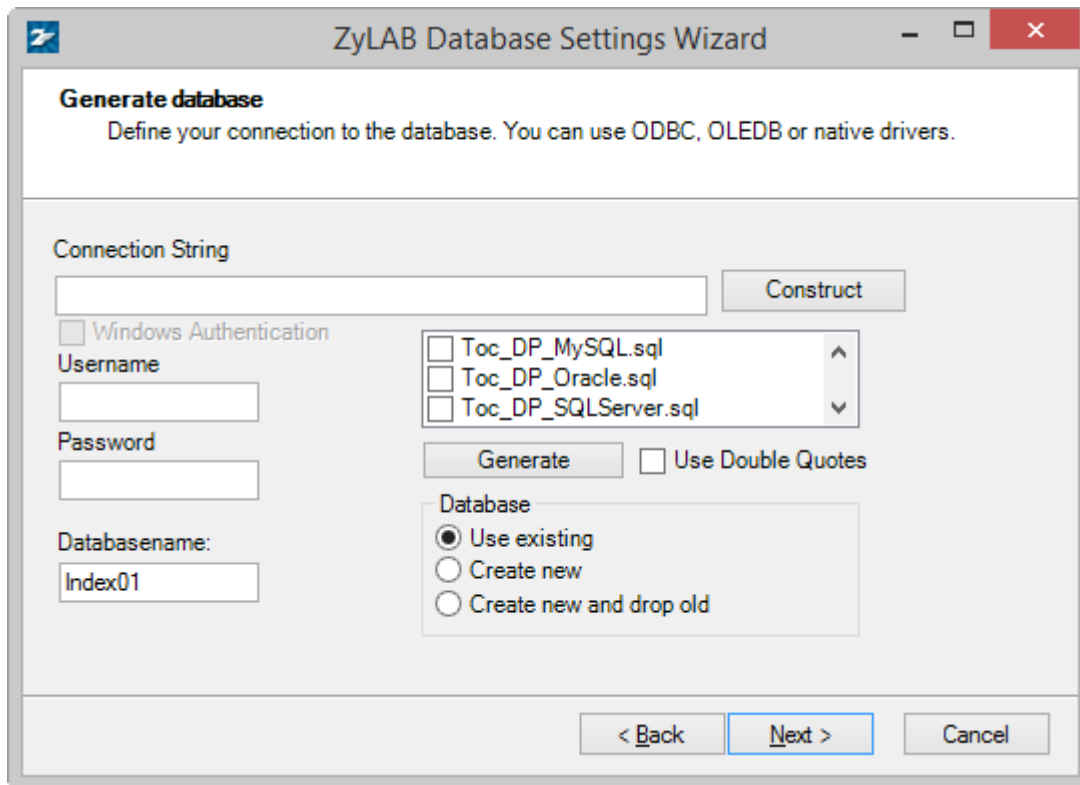 ZyLAB Database Settings Wizard
Generate database
Define your connection to the database. You can use ODBC, OLEDB or native drivers.
Connection String
Construct
Windows Authentication
Username
Password
Databasename:
Index01
Toc_DP_MySQL.sql
Toc_DP_Oracle.sql
Toc_DP_SQLServer.sql
Generate
Use Double Quotes
Database
Use existing
Create new
Create new and drop old
< Back
Next >
Cancel